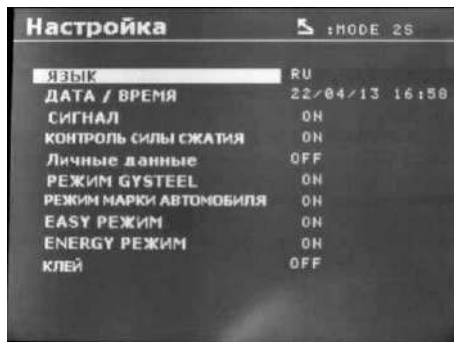 Настройка :MODE 2S
ЯЗЫК RU
ДАТА / ВРЕМЯ 22/04/13 16:58
СИГНАЛ ON
КОНТРОЛЬ СИЛЫ СЖАТИЯ ON
Личные данные OFF
РЕЖИМ GYSTEEL ON
РЕЖИМ МАРКИ АВТОМОБИЛЯ ON
EASY РЕЖИМ ON
ENERGY РЕЖИМ ON
КЛЕЙ OFF